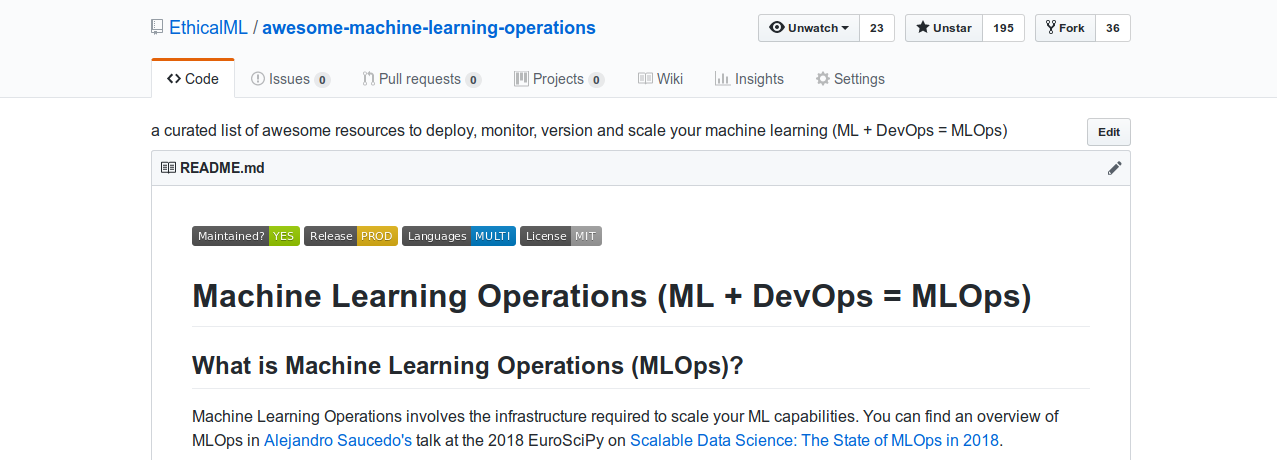 EthicalML / awesome-machine-learning-operations Unwatch 23 Unstar 195 Fork 36
Code Issues 0 Pull requests 0 Projects 0 Wiki Insights Settings
a curated list of awesome resources to deploy, monitor, version and scale your machine learning (ML + DevOps = MLOps) Edit
README.md
Maintained? YES Release PROD Languages MULTI License MIT
Machine Learning Operations (ML + DevOps = MLOps)
What is Machine Learning Operations (MLOps)?
Machine Learning Operations involves the infrastructure required to scale your ML capabilities. You can find an overview of
MLOps in Alejandro Saucedo's talk at the 2018 EuroSciPy on Scalable Data Science: The State of MLOps in 2018.